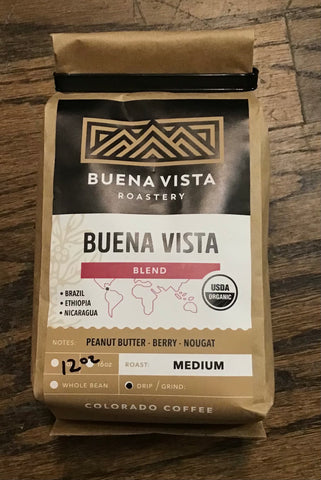 BUENA VISTA
ROASTERY
BUENA VISTA
BLEND
• BRAZIL
• ETHIOPIA
• NICARAGUA
USDA
ORGANIC
NOTES: PEANUT BUTTER - BERRY - NOUGAT
12oz
ROAST: MEDIUM
WHOLE BEAN DRIP / GRIND:
COLORADO COFFEE